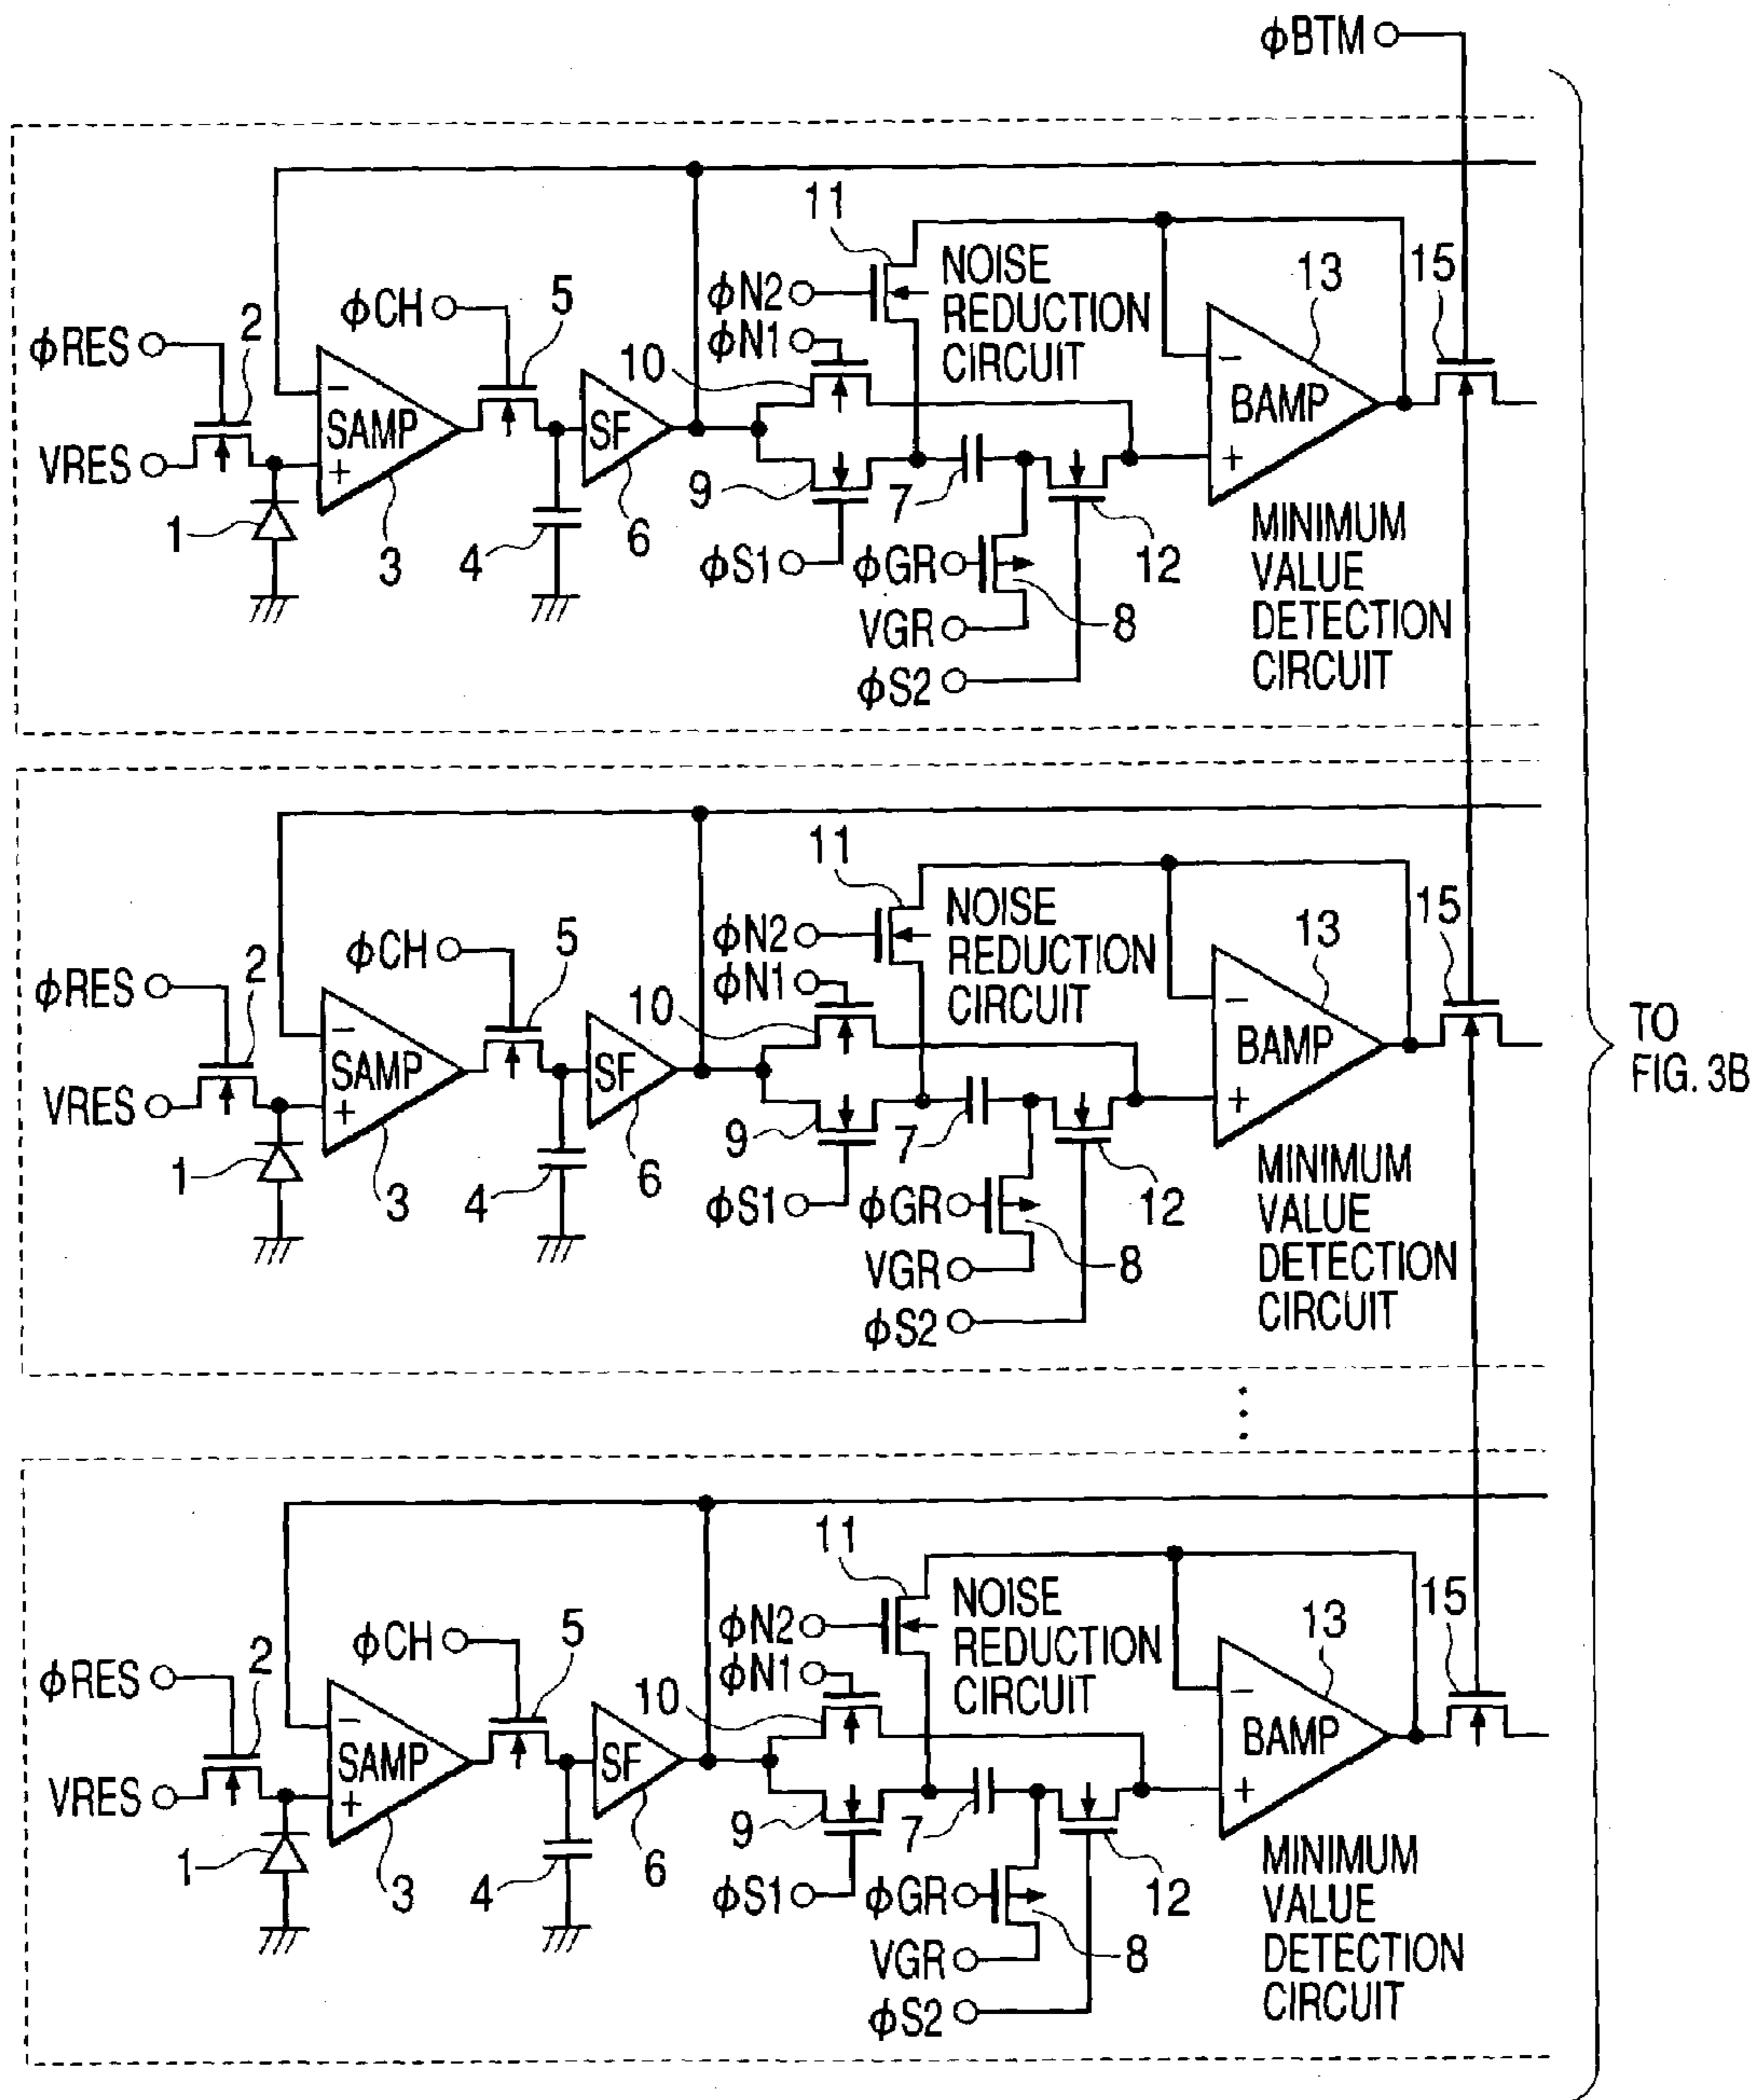 φBTM
11
NOISE
REDUCTION
CIRCUIT
13
15
φN2
φN1
φCH
5
φRES
2
10
SAMP
SF
BAMP
−
+
−
+
VRES
1
3
4
6
9
7
φS1
φGR
8
VGR
φS2
12
MINIMUM
VALUE
DETECTION
CIRCUIT
11
NOISE
REDUCTION
CIRCUIT
13
15
φN2
φN1
φCH
5
φRES
2
10
SAMP
SF
BAMP
−
+
−
+
VRES
1
3
4
6
9
7
φS1
φGR
8
VGR
φS2
12
MINIMUM
VALUE
DETECTION
CIRCUIT
TO
FIG. 3B
11
NOISE
REDUCTION
CIRCUIT
13
15
φN2
φN1
φCH
5
φRES
2
10
SAMP
SF
BAMP
−
+
−
+
VRES
1
3
4
6
9
7
φS1
φGR
8
VGR
φS2
12
MINIMUM
VALUE
DETECTION
CIRCUIT